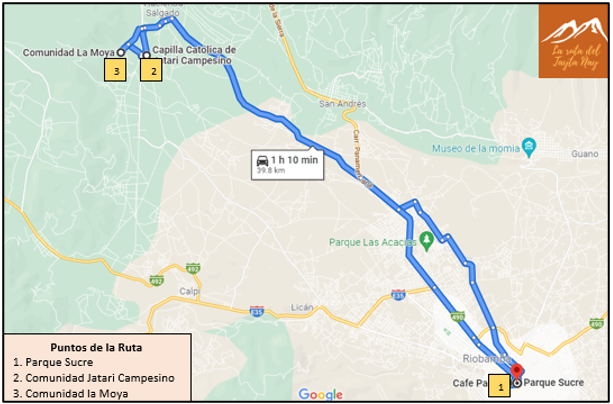 Salgado
Comunidad La Moya
Capilla Católica de
Jatari Campesino
3
2
La ruta del
Tayta Nay
San Andrés
Museo de la momia
Guano
1 h 10 min
39.8 km
Parque Las Acacias
492
492
Calpi
E35
Licán
E35
490
490
Riobamba
Cafe Pa
1
Parque Sucre
Google
Puntos de la Ruta
1. Parque Sucre
2. Comunidad Jatari Campesino
3. Comunidad la Moya